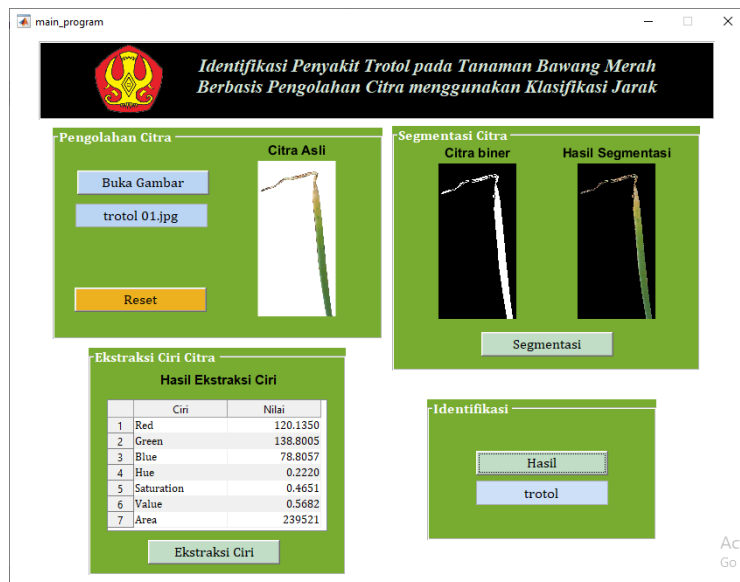 main_program
Identifikasi Penyakit Trotol pada Tanaman Bawang Merah
Berbasis Pengolahan Citra menggunakan Klasifikasi Jarak
Pengolahan Citra
Citra Asli
Buka Gambar
trotol 01.jpg
Reset
Segmentasi Citra
Citra biner
Hasil Segmentasi
Segmentasi
Ekstraksi Ciri Citra
Hasil Ekstraksi Ciri
Ciri Nilai
1 Red 120.1350
2 Green 138.8005
3 Blue 78.8057
4 Hue 0.2220
5 Saturation 0.4651
6 Value 0.5682
7 Area 239521
Ekstraksi Ciri
Identifikasi
Hasil
trotol
Ac
Go